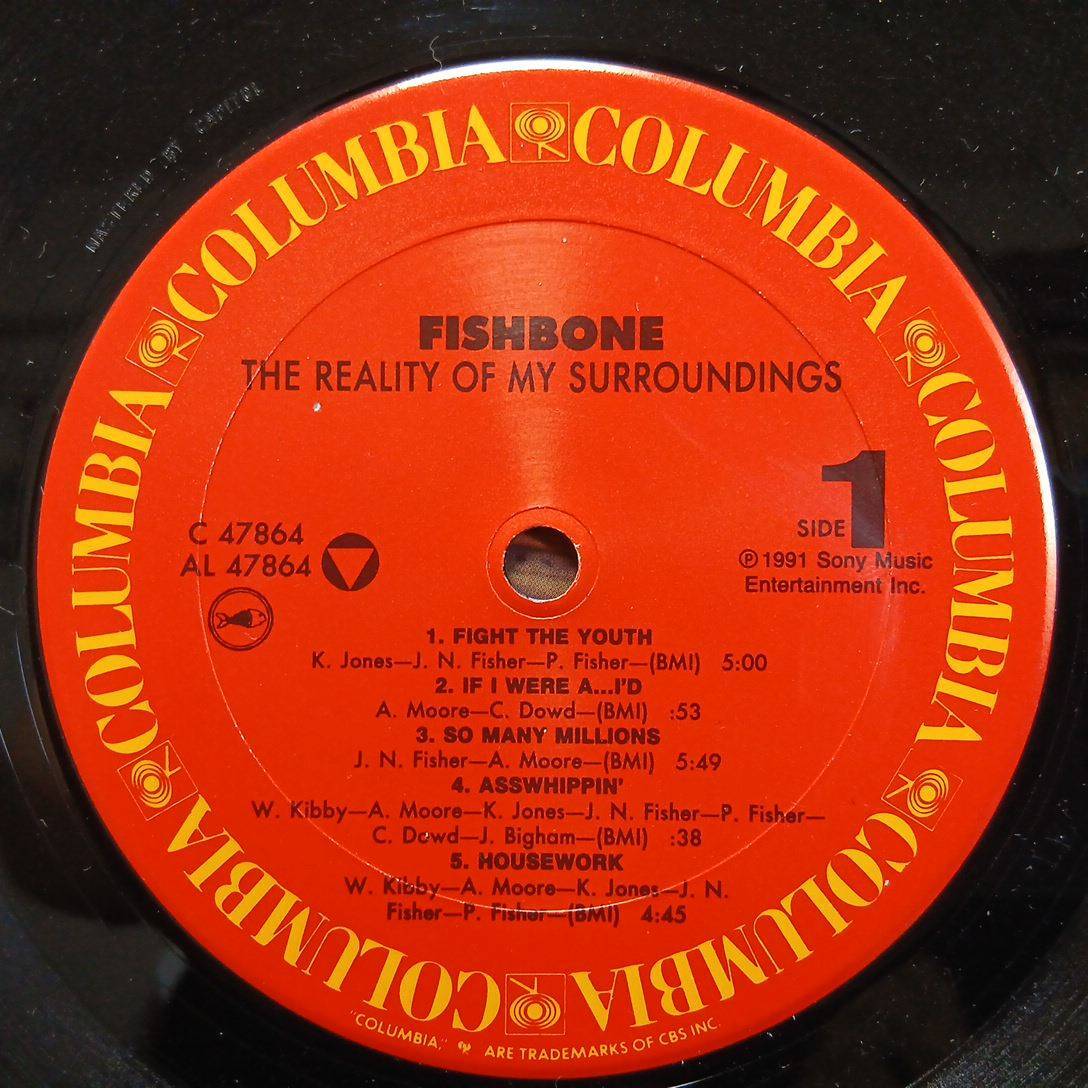 MASTERED BY CAPITOL
COLUMBIA COLUMBIA COLUMBIA COLUMBIA COLUMBIA COLUMBIA
FISHBONE
THE REALITY OF MY SURROUNDINGS
C 47864
AL 47864
SIDE 1
℗ 1991 Sony Music
Entertainment Inc.
1. FIGHT THE YOUTH
K. Jones—J. N. Fisher—P. Fisher—(BMI) 5:00
2. IF I WERE A...I'D
A. Moore—C. Dowd—(BMI) :53
3. SO MANY MILLIONS
J. N. Fisher—A. Moore—(BMI) 5:49
4. ASSWHIPPIN'
W. Kibby—A. Moore—K. Jones—J. N. Fisher—P. Fisher—
C. Dowd—J. Bigham—(BMI) :38
5. HOUSEWORK
W. Kibby—A. Moore—K. Jones—J. N.
Fisher—P. Fisher—(BMI) 4:45
"COLUMBIA," ARE TRADEMARKS OF CBS INC.